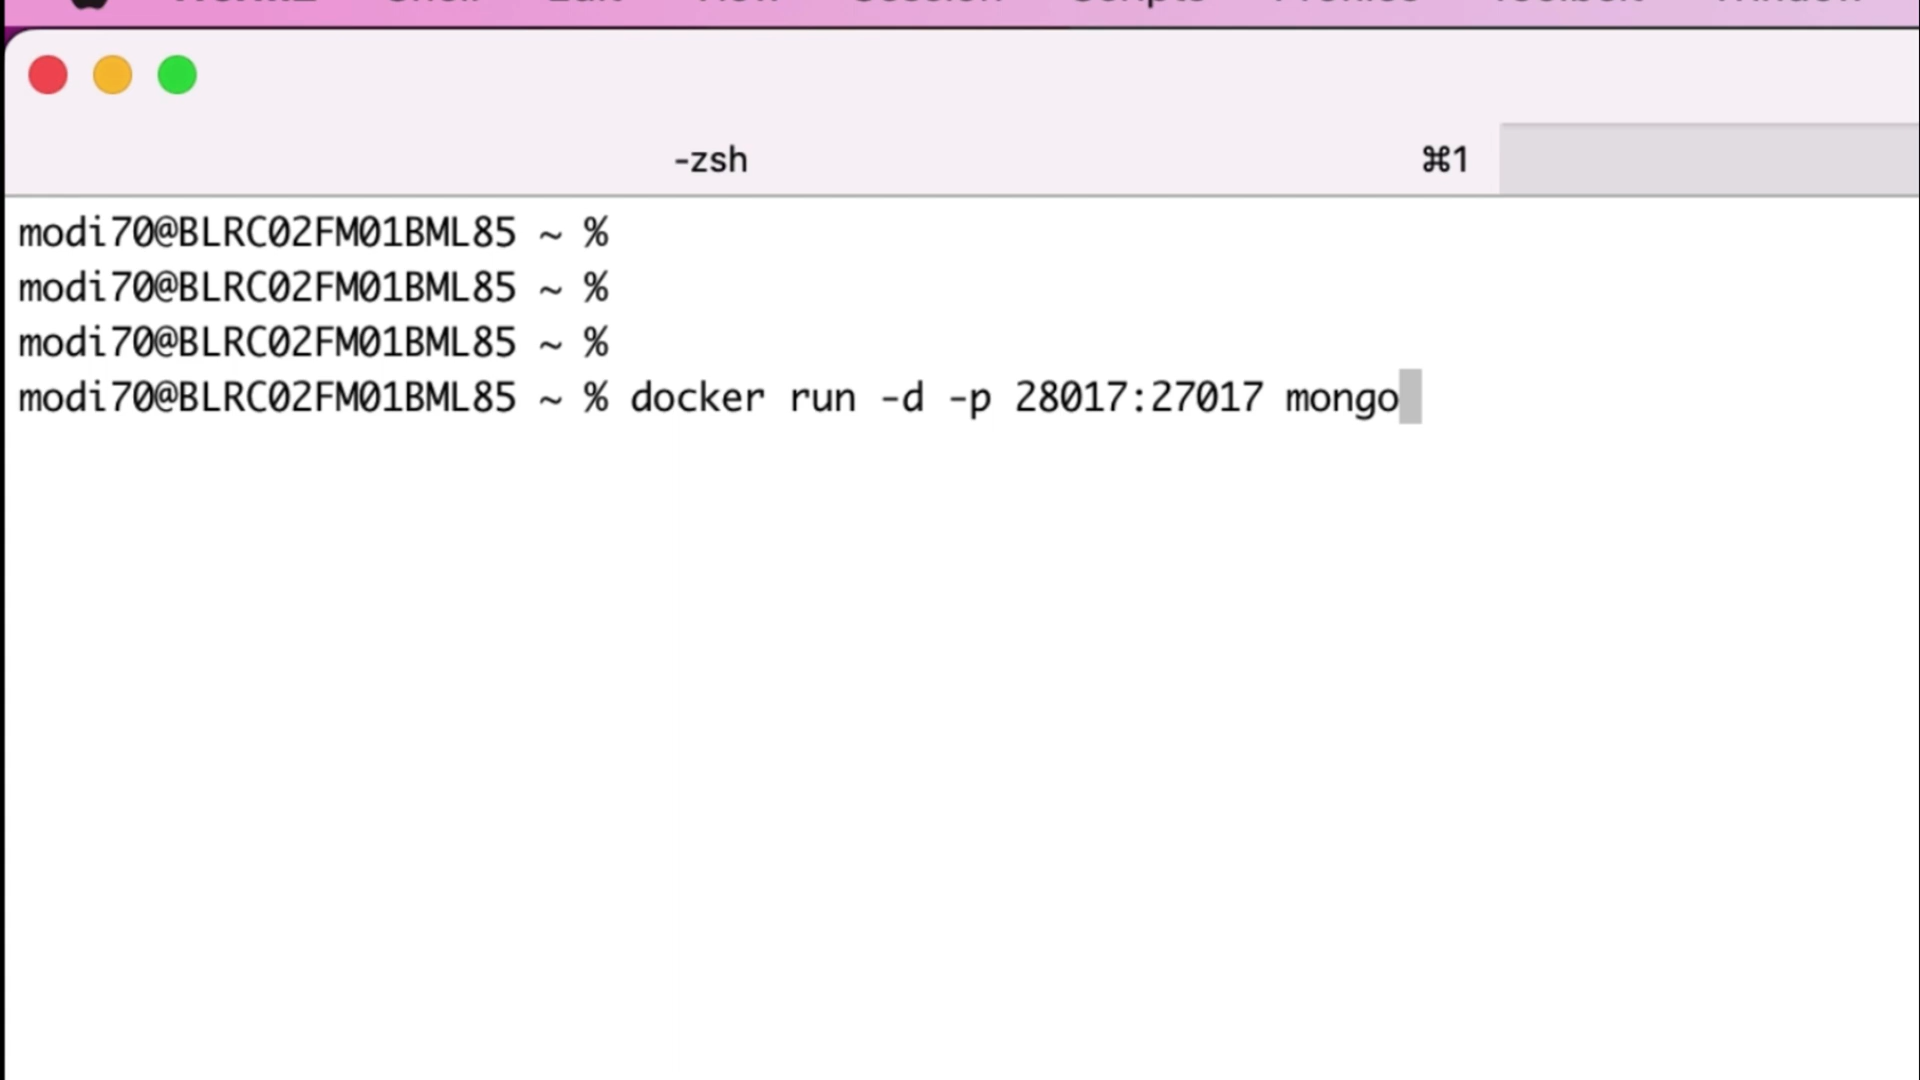 -zsh ⌘1
modi70@BLRC02FM01BML85 ~ %
modi70@BLRC02FM01BML85 ~ %
modi70@BLRC02FM01BML85 ~ %
modi70@BLRC02FM01BML85 ~ % docker run -d -p 28017:27017 mongo